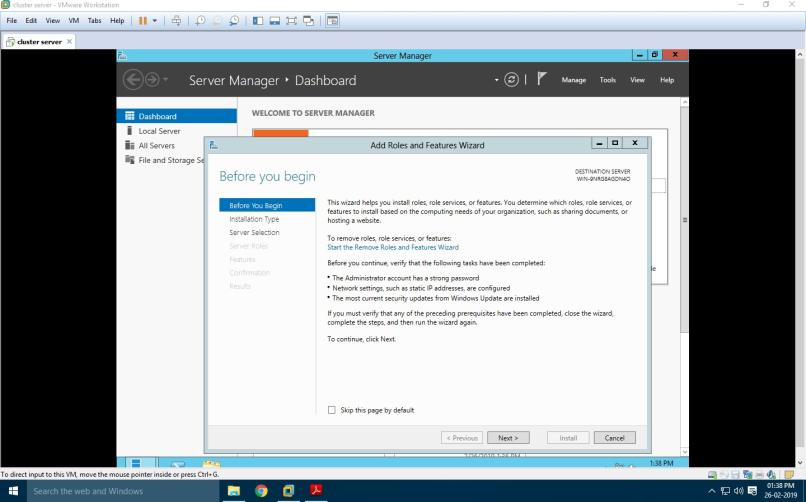 cluster server - VMware Workstation
File Edit View VM Tabs Help
cluster server
Server Manager
Server Manager • Dashboard
Manage Tools View Help
Dashboard
Local Server
All Servers
File and Storage Se
WELCOME TO SERVER MANAGER
Add Roles and Features Wizard
Before you begin
DESTINATION SERVER
WIN-9NRG8AGDN4O
Before You Begin
Installation Type
Server Selection
Server Roles
Features
Confirmation
Results
This wizard helps you install roles, role services, or features. You determine which roles, role services, or
features to install based on the computing needs of your organization, such as sharing documents, or
hosting a website.
To remove roles, role services, or features:
Start the Remove Roles and Features Wizard
Before you continue, verify that the following tasks have been completed:
• The Administrator account has a strong password
• Network settings, such as static IP addresses, are configured
• The most current security updates from Windows Update are installed
If you must verify that any of the preceding prerequisites have been completed, close the wizard,
complete the steps, and then run the wizard again.
To continue, click Next.
Skip this page by default
< Previous Next > Install Cancel
1:38 PM
To direct input to this VM, move the mouse pointer inside or press Ctrl+G.
Search the web and Windows
01:38 PM
26-02-2019